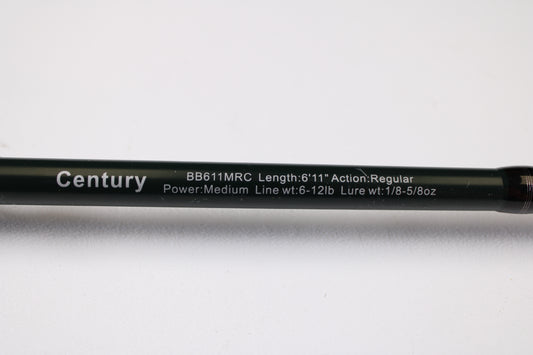 Century
BB611MRC Length:6'11" Action:Regular
Power:Medium Line wt:6-12lb Lure wt:1/8-5/8oz